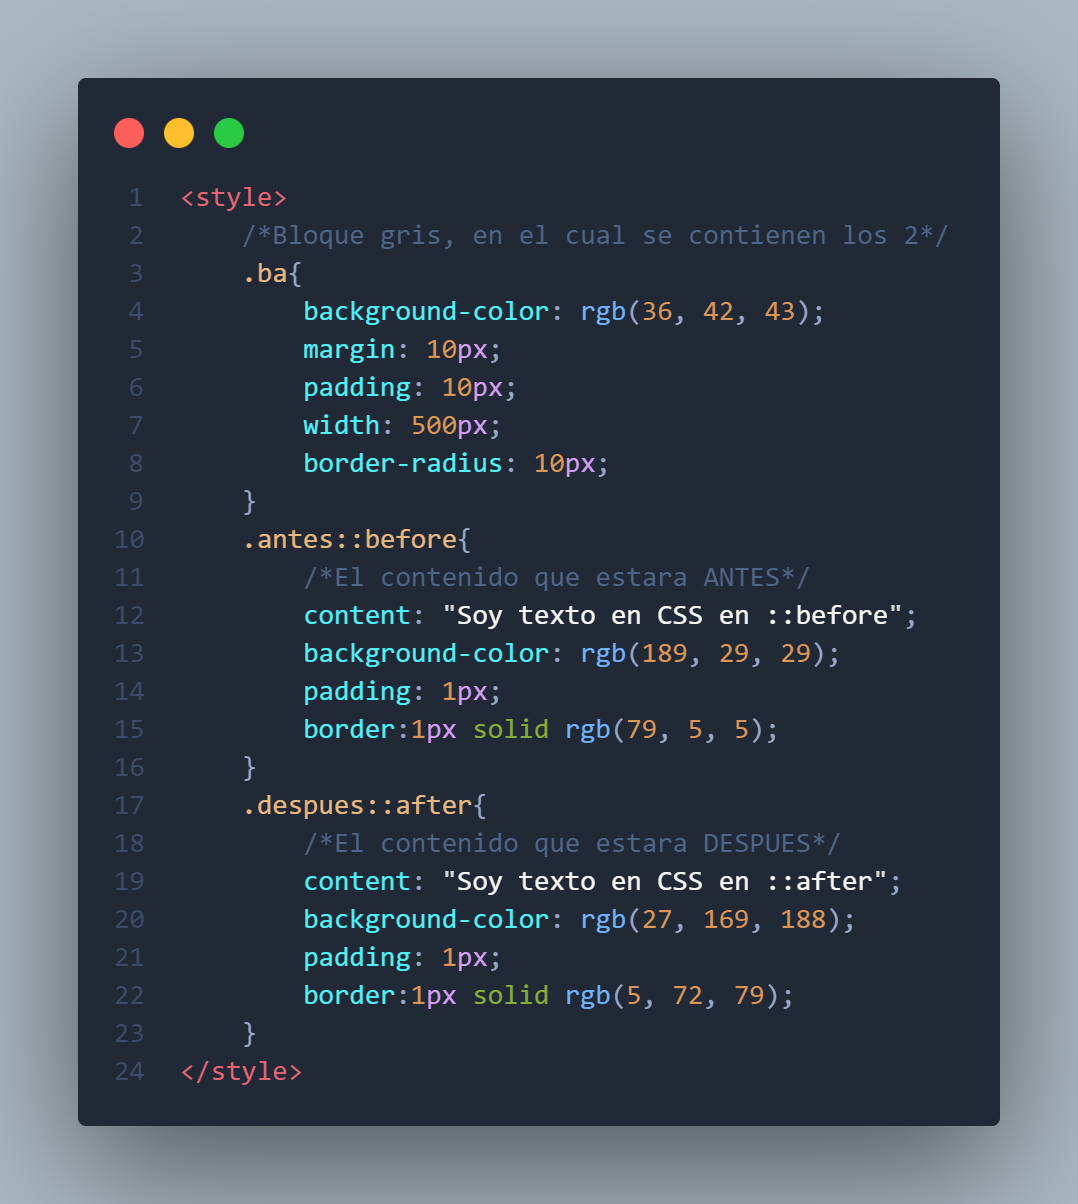 1 <style>
2 /*Bloque gris, en el cual se contienen los 2*/
3 .ba{
4 background-color: rgb(36, 42, 43);
5 margin: 10px;
6 padding: 10px;
7 width: 500px;
8 border-radius: 10px;
9 }
10 .antes::before{
11 /*El contenido que estara ANTES*/
12 content: "Soy texto en CSS en ::before";
13 background-color: rgb(189, 29, 29);
14 padding: 1px;
15 border:1px solid rgb(79, 5, 5);
16 }
17 .despues::after{
18 /*El contenido que estara DESPUES*/
19 content: "Soy texto en CSS en ::after";
20 background-color: rgb(27, 169, 188);
21 padding: 1px;
22 border:1px solid rgb(5, 72, 79);
23 }
24 </style>